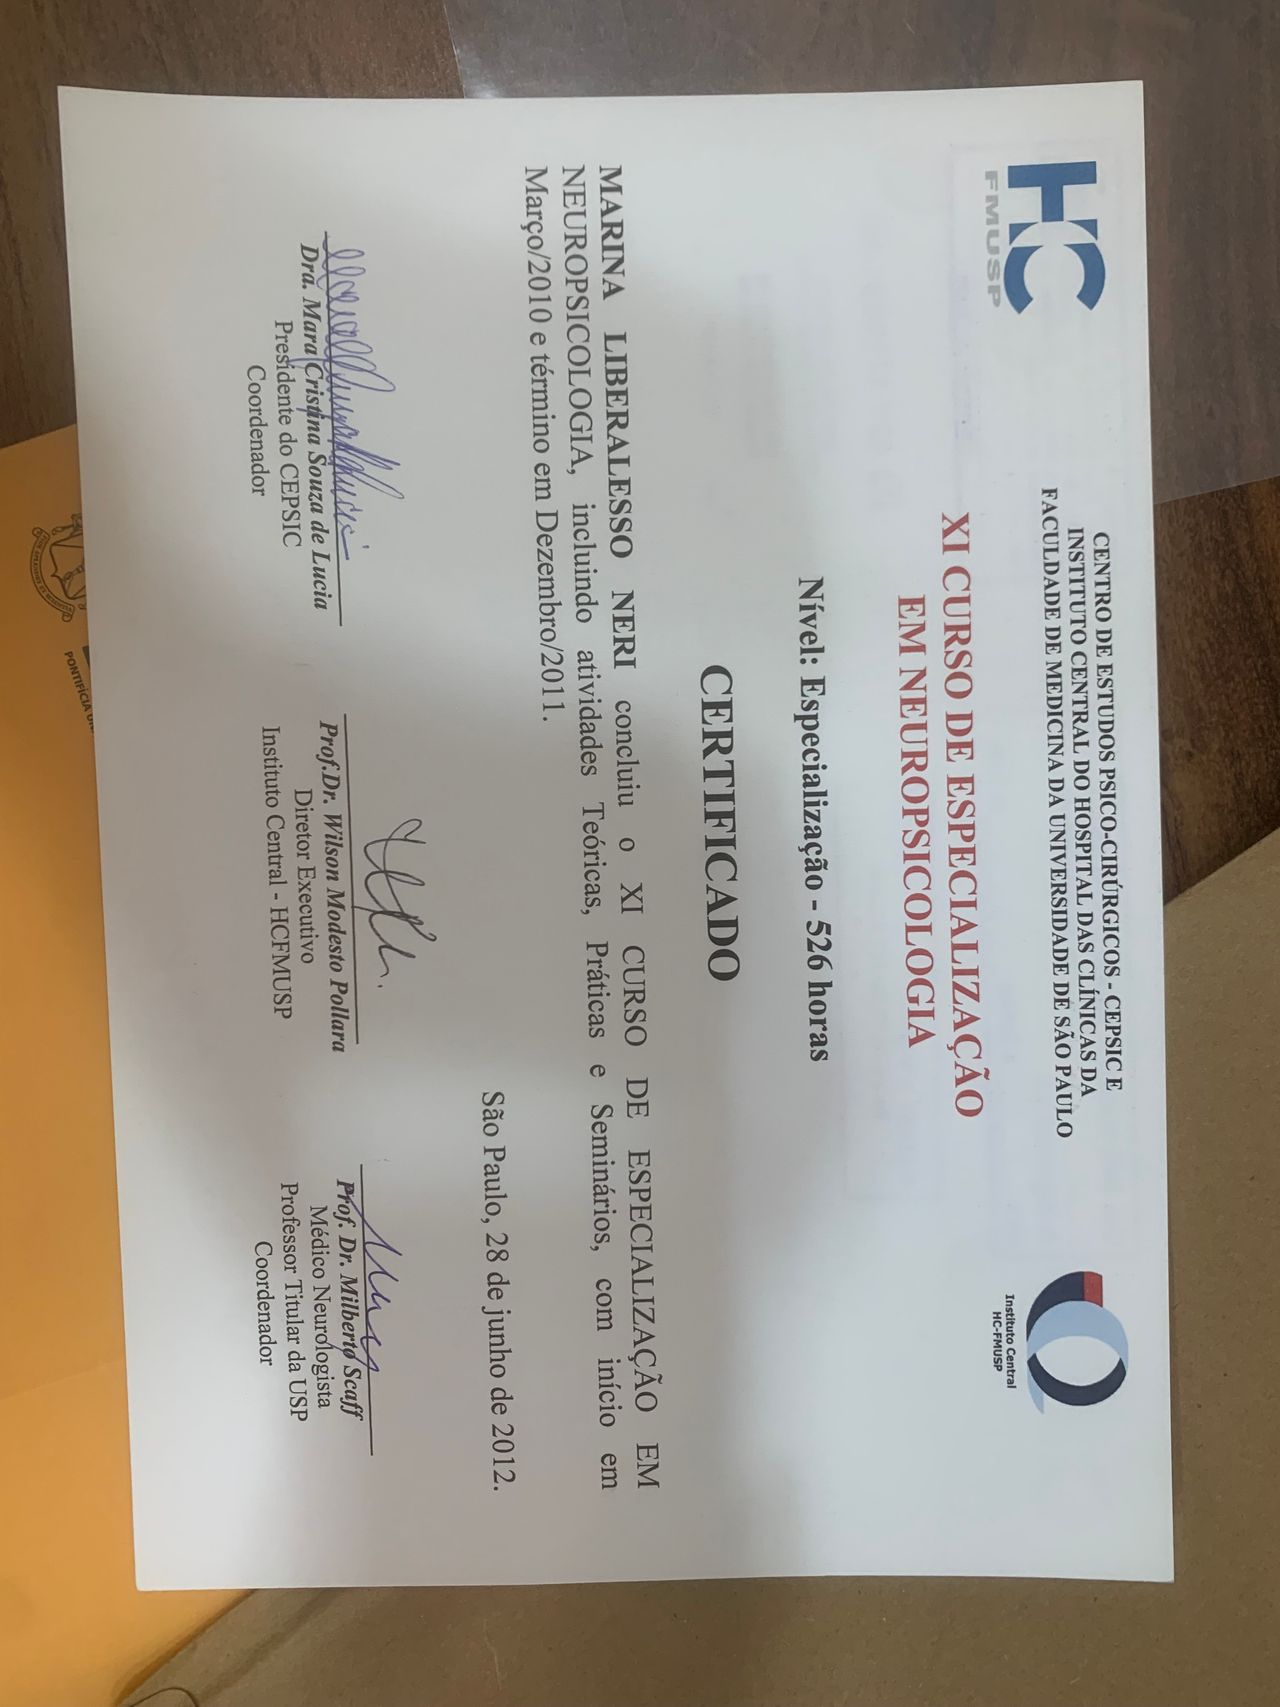 HC
FMUSP
CENTRO DE ESTUDOS PSICO-CIRÚRGICOS - CEPSIC E
INSTITUTO CENTRAL DO HOSPITAL DAS CLÍNICAS DA
FACULDADE DE MEDICINA DA UNIVERSIDADE DE SÃO PAULO
Instituto Central
HC-FMUSP
XI CURSO DE ESPECIALIZAÇÃO
EM NEUROPSICOLOGIA
Nível: Especialização - 526 horas
CERTIFICADO
MARINA LIBERALESSO NERI concluiu o XI CURSO DE ESPECIALIZAÇÃO EM
NEUROPSICOLOGIA, incluindo atividades Teóricas, Práticas e Seminários, com início em
Março/2010 e término em Dezembro/2011.
São Paulo, 28 de junho de 2012.
Dra. Mara Cristina Souza de Lucia
Presidente do CEPSIC
Coordenador
Prof.Dr. Wilson Modesto Pollara
Diretor Executivo
Instituto Central - HCFMUSP
Prof. Dr. Milberto Scaff
Médico Neurologista
Professor Titular da USP
Coordenador
PONTIFÍCIA